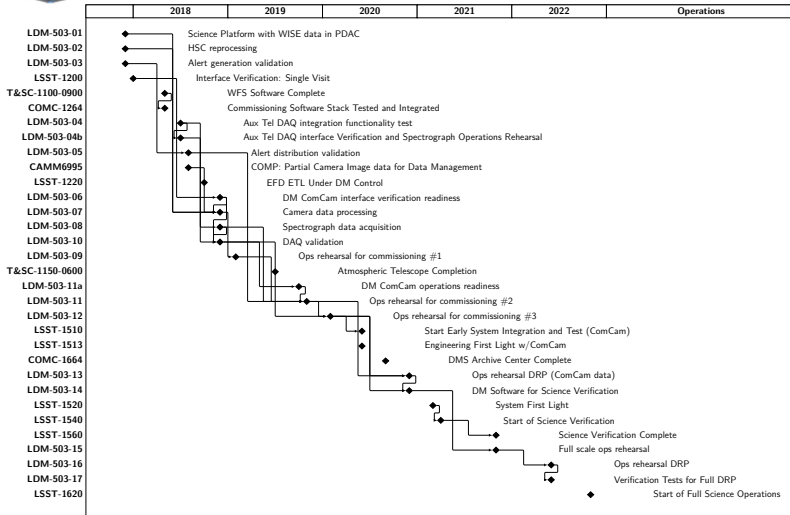 2018 2019 2020 2021 2022 Operations
LDM-503-01 Science Platform with WISE data in PDAC
LDM-503-02 HSC reprocessing
LDM-503-03 Alert generation validation
LSST-1200 Interface Verification: Single Visit
T&SC-1100-0900 WFS Software Complete
COMC-1264 Commissioning Software Stack Tested and Integrated
LDM-503-04 Aux Tel DAQ integration functionality test
LDM-503-04b Aux Tel DAQ interface Verification and Spectrograph Operations Rehearsal
LDM-503-05 Alert distribution validation
CAMM6995 COMP: Partial Camera Image data for Data Management
LSST-1220 EFD ETL Under DM Control
LDM-503-06 DM ComCam interface verification readiness
LDM-503-07 Camera data processing
LDM-503-08 Spectrograph data acquisition
LDM-503-10 DAQ validation
LDM-503-09 Ops rehearsal for commissioning #1
T&SC-1150-0600 Atmospheric Telescope Completion
LDM-503-11a DM ComCam operations readiness
LDM-503-11 Ops rehearsal for commissioning #2
LDM-503-12 Ops rehearsal for commissioning #3
LSST-1510 Start Early System Integration and Test (ComCam)
LSST-1513 Engineering First Light w/ComCam
COMC-1664 DMS Archive Center Complete
LDM-503-13 Ops rehearsal DRP (ComCam data)
LDM-503-14 DM Software for Science Verification
LSST-1520 System First Light
LSST-1540 Start of Science Verification
LSST-1560 Science Verification Complete
LDM-503-15 Full scale ops rehearsal
LDM-503-16 Ops rehearsal DRP
LDM-503-17 Verification Tests for Full DRP
LSST-1620 Start of Full Science Operations